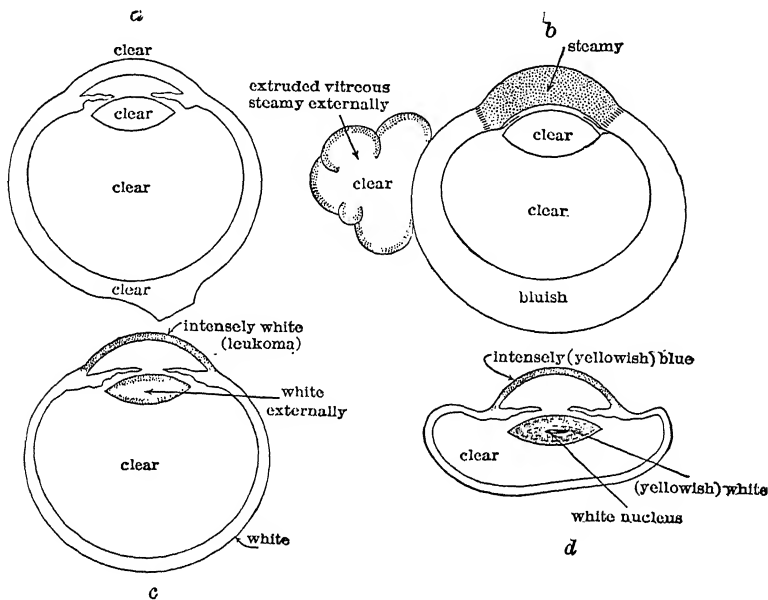 a
clear
clear
clear
clear
b
steamy
extruded vitreous
steamy externally
clear
clear
clear.
bluish
intensely white
(leukoma)
white
externally
clear
white
c
intensely (yellowish) blue
clear
(yellowish) white
white nucleus
d